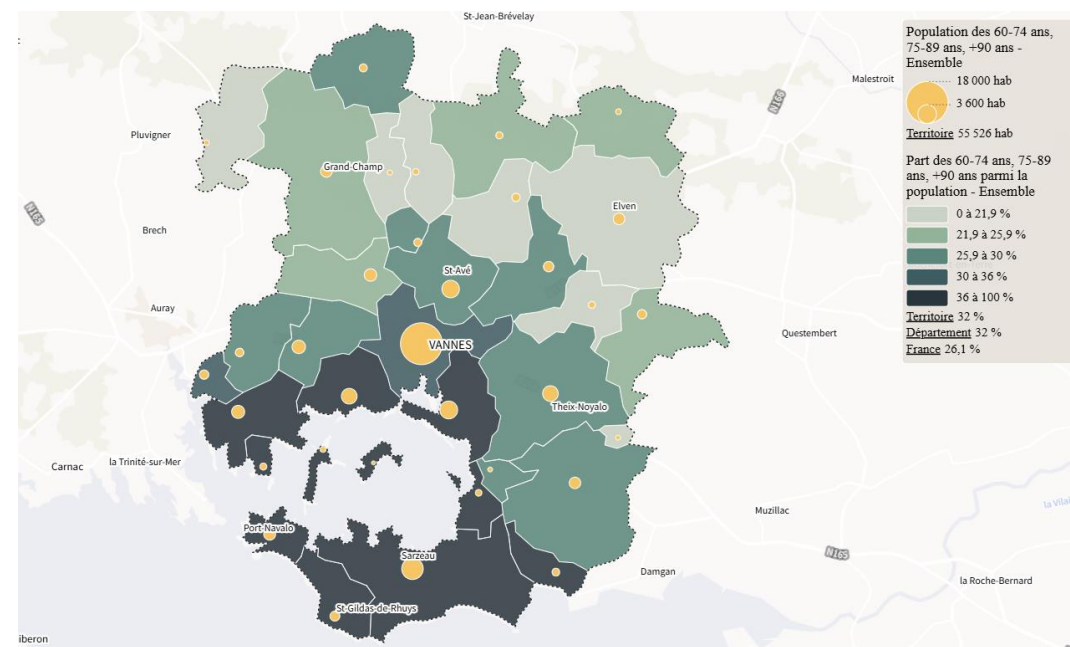 St-Jean-Brévelay
Malestroit
N166
Pluvigner
Grand-Champ
N165
Elven
Brech
St-Avé
Auray
VANNES
Questembert
Theix-Noyalo
Carnac
la Trinité-sur-Mer
Muzillac
la Vilai
Port-Navalo
N165
Sarzeau
Damgan
la Roche-Bernard
St-Gildas-de-Rhuys
iberon
Population des 60-74 ans,
75-89 ans, +90 ans -
Ensemble
18 000 hab
3 600 hab
Territoire 55 526 hab
Part des 60-74 ans, 75-89
ans, +90 ans parmi la
population - Ensemble
0 à 21,9 %
21,9 à 25,9 %
25,9 à 30 %
30 à 36 %
36 à 100 %
Territoire 32 %
Département 32 %
France 26,1 %